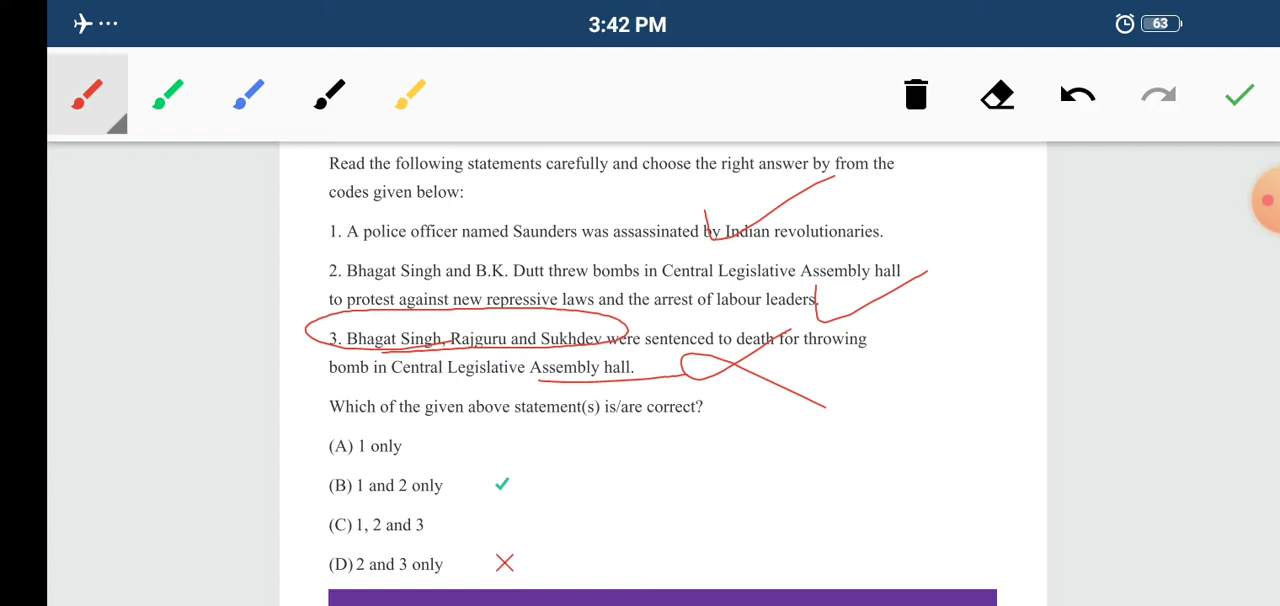 3:42 PM
63
Read the following statements carefully and choose the right answer by from the
codes given below:
1. A police officer named Saunders was assassinated by Indian revolutionaries.
2. Bhagat Singh and B.K. Dutt threw bombs in Central Legislative Assembly hall
to protest against new repressive laws and the arrest of labour leaders.
3. Bhagat Singh, Rajguru and Sukhdev were sentenced to death for throwing
bomb in Central Legislative Assembly hall.
Which of the given above statement(s) is/are correct?
(A) 1 only
(B) 1 and 2 only
(C) 1, 2 and 3
(D) 2 and 3 only